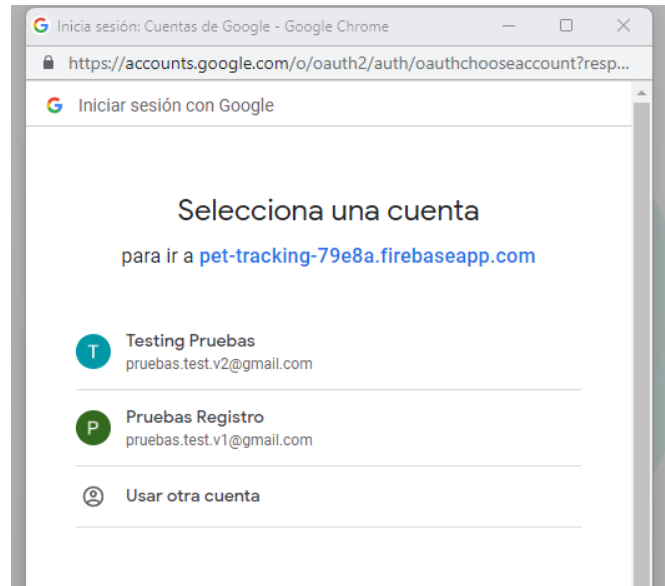 Inicia sesión: Cuentas de Google - Google Chrome
https://accounts.google.com/o/oauth2/auth/oauthchooseaccount?resp...
Iniciar sesión con Google
Selecciona una cuenta
para ir a pet-tracking-79e8a.firebaseapp.com
T
Testing Pruebas
pruebas.test.v2@gmail.com
P
Pruebas Registro
pruebas.test.v1@gmail.com
Usar otra cuenta